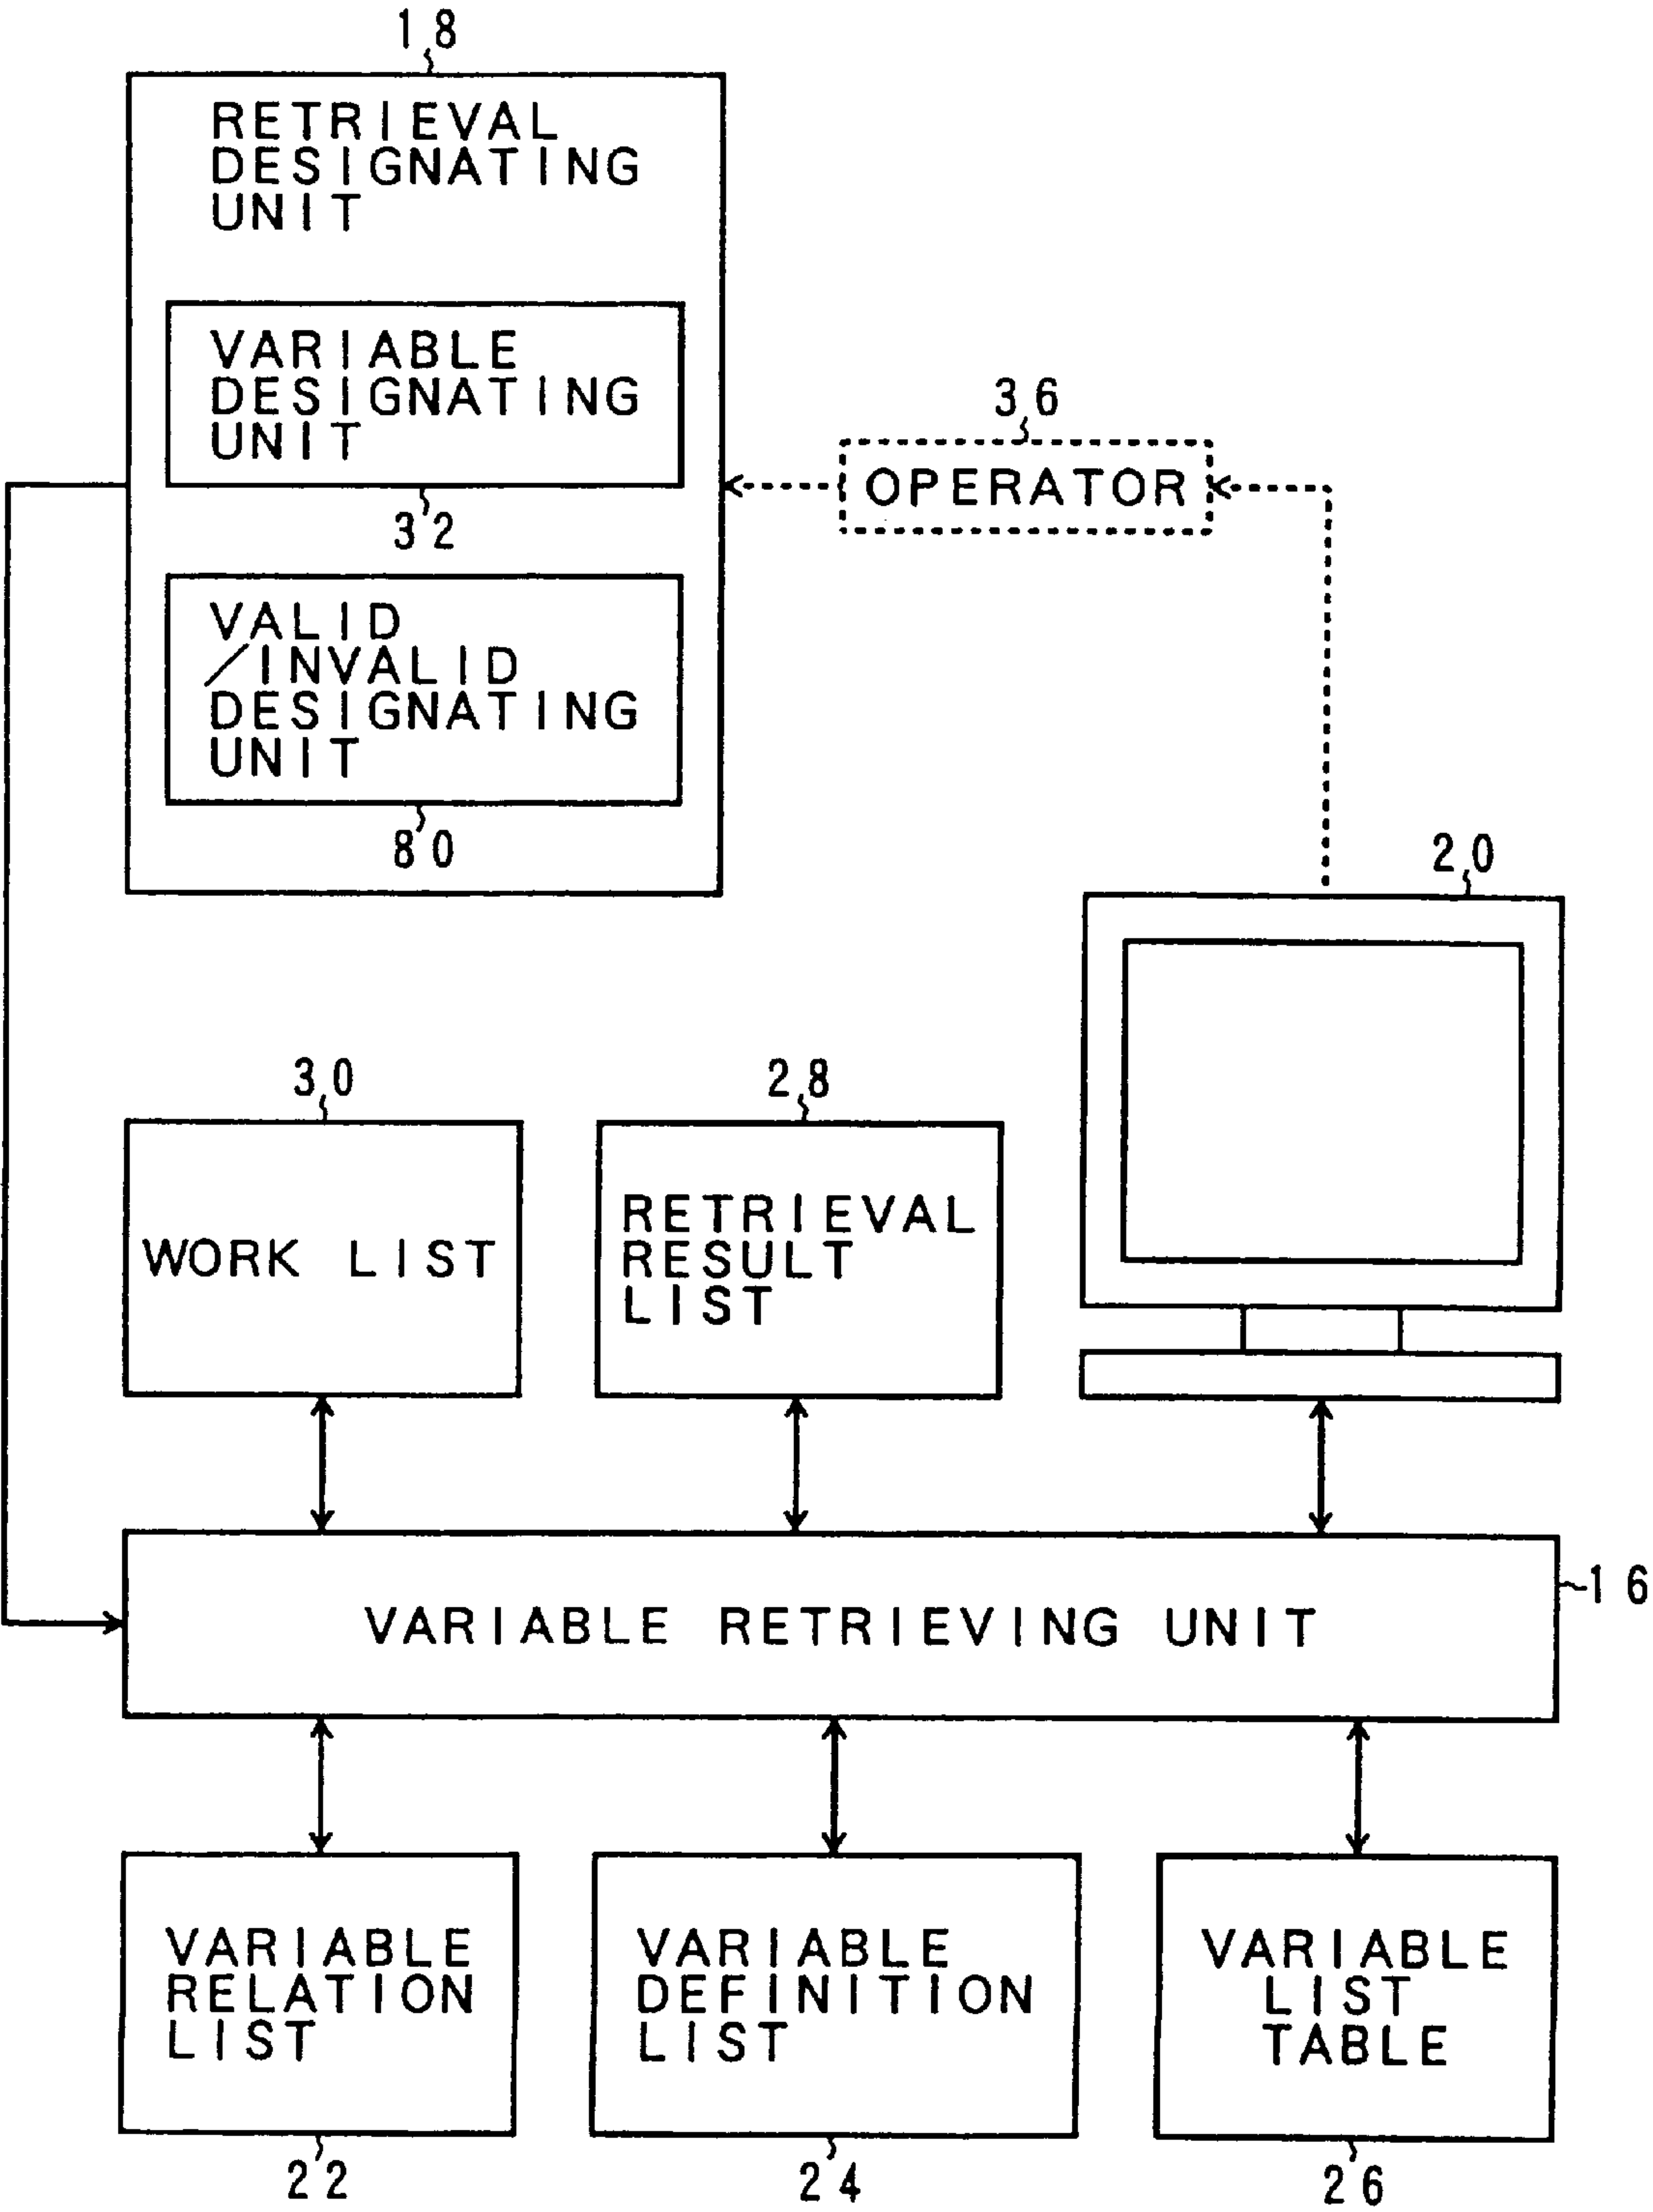 18
RETRIEVAL
DESIGNATING
UNIT
VARIABLE
DESIGNATING
UNIT
32
36
OPERATOR
VALID
/INVALID
DESIGNATING
UNIT
80
20
30
28
WORK LIST
RETRIEVAL
RESULT
LIST
16
VARIABLE RETRIEVING UNIT
VARIABLE
RELATION
LIST
VARIABLE
DEFINITION
LIST
VARIABLE
LIST
TABLE
22
24
26